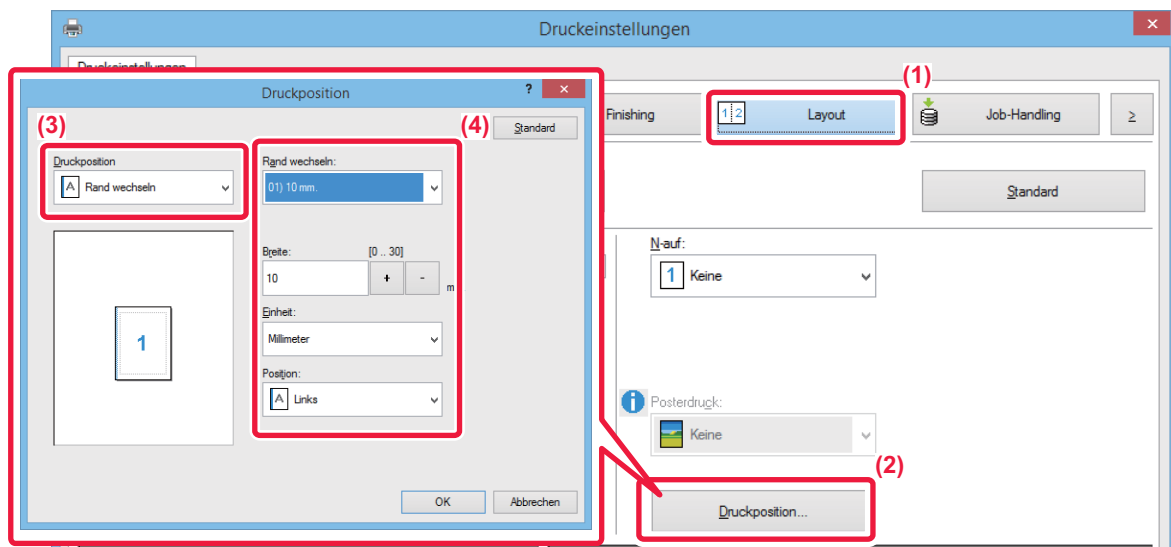 Druckeinstellungen
Druckeinstellungen
(1)
Finishing
1 2 Layout
Job-Handling
≥
Standard
N-auf:
1 Keine
Posterdruck:
Keine
(2)
Druckposition...
Druckposition
?
(3)
(4)
Standard
Druckposition
A Rand wechseln
1
Rand wechseln:
01) 10 mm.
Breite: [0 .. 30]
10 + - m
Einheit:
Millimeter
Position:
A Links
OK Abbrechen